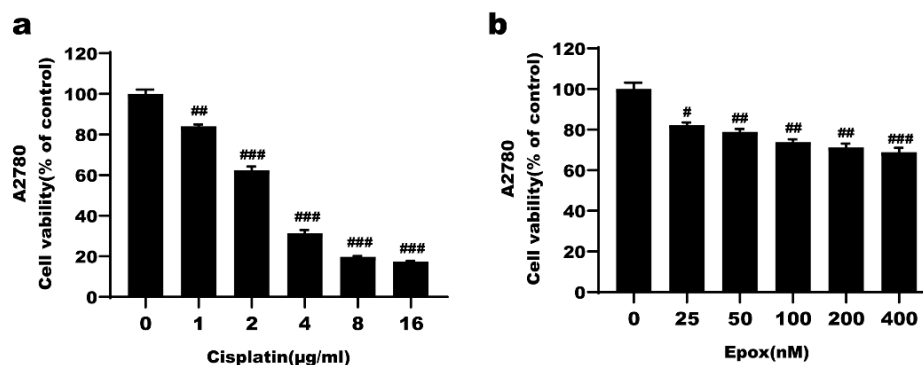 a
A2780
Cell vability(% of control)
120
100
80
60
40
20
0
##
###
###
###
###
0 1 2 4 8 16
Cisplatin(μg/ml)
b
A2780
Cell vability(% of control)
120
100
80
60
40
20
0
#
##
##
##
###
0 25 50 100 200 400
Epox(nM)